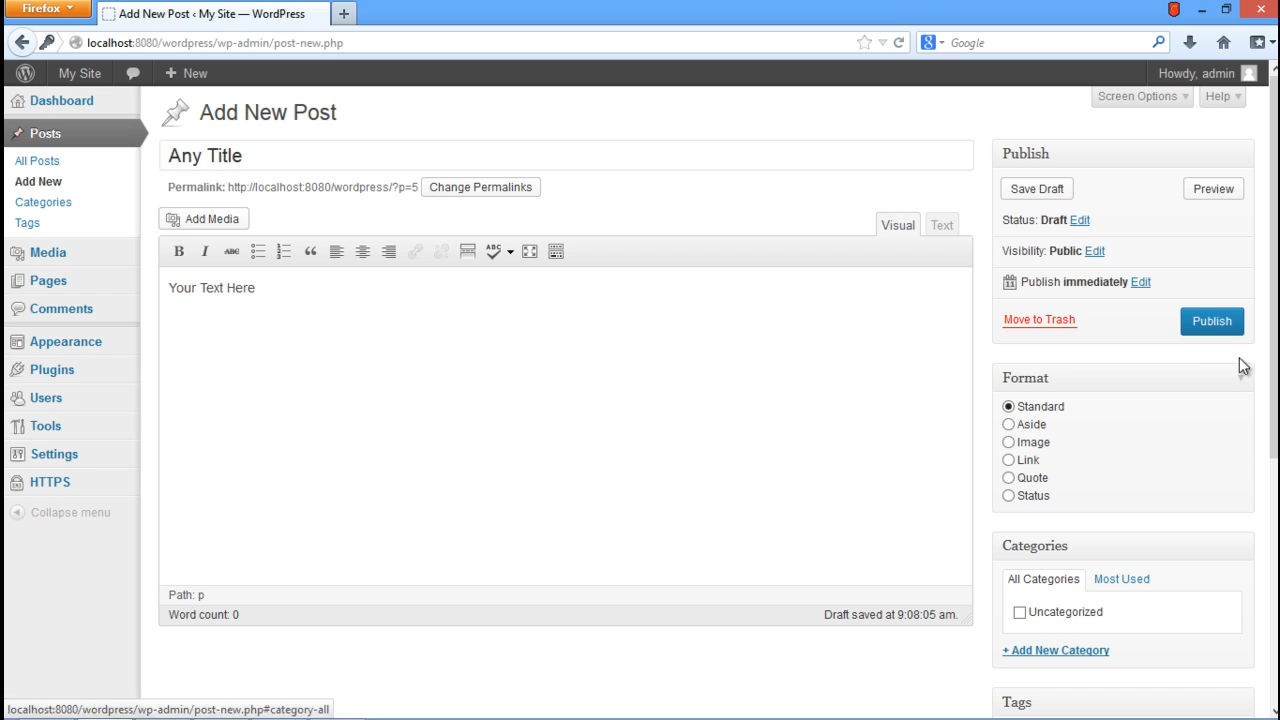 Firefox
Add New Post ‹ My Site — WordPress
localhost:8080/wordpress/wp-admin/post-new.php
Google
My Site
New
Howdy, admin
Screen Options
Help
Dashboard
Posts
All Posts
Add New
Categories
Tags
Media
Pages
Comments
Appearance
Plugins
Users
Tools
Settings
HTTPS
Collapse menu
Add New Post
Any Title
Permalink: http://localhost:8080/wordpress/?p=5 Change Permalinks
Add Media
Visual Text
B I ABC ABC
Your Text Here
Path: p
Word count: 0 Draft saved at 9:08:05 am.
Publish
Save Draft Preview
Status: Draft Edit
Visibility: Public Edit
Publish immediately Edit
Move to Trash Publish
Format
Standard
Aside
Image
Link
Quote
Status
Categories
All Categories Most Used
Uncategorized
+ Add New Category
Tags
localhost:8080/wordpress/wp-admin/post-new.php#category-all